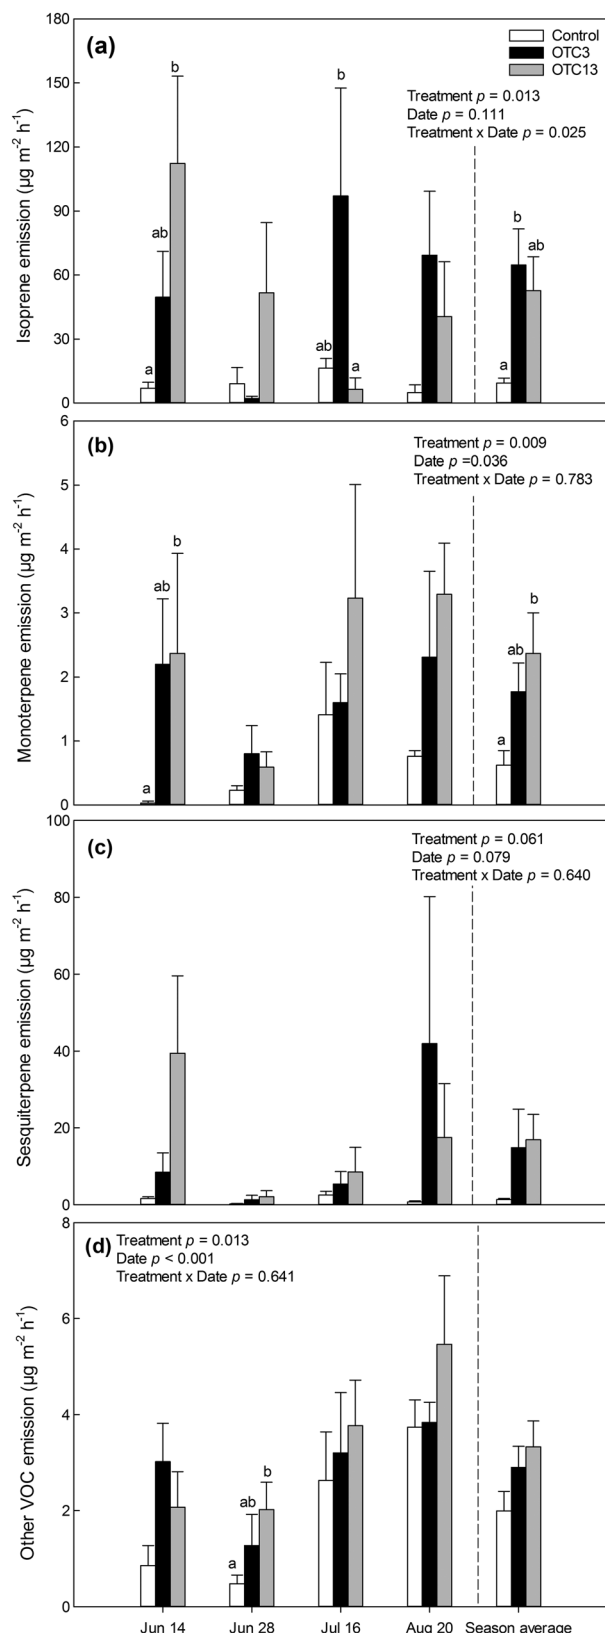 (a)
Control
OTC3
OTC13
Treatment p = 0.013
Date p = 0.111
Treatment x Date p = 0.025
Isoprene emission (µg m⁻² h⁻¹)
180
150
120
90
60
30
0
a
ab
b
ab
b
a
a
b
ab
(b)
Treatment p = 0.009
Date p =0.036
Treatment x Date p = 0.783
Monoterpene emission (µg m⁻² h⁻¹)
6
5
4
3
2
1
0
a
ab
b
a
ab
b
(c)
Treatment p = 0.061
Date p = 0.079
Treatment x Date p = 0.640
Sesquiterpene emission (µg m⁻² h⁻¹)
100
80
60
40
20
0
(d)
Treatment p = 0.013
Date p < 0.001
Treatment x Date p = 0.641
Other VOC emission (µg m⁻² h⁻¹)
8
6
4
2
0
a
ab
b
Jun 14 Jun 28 Jul 16 Aug 20 Season average